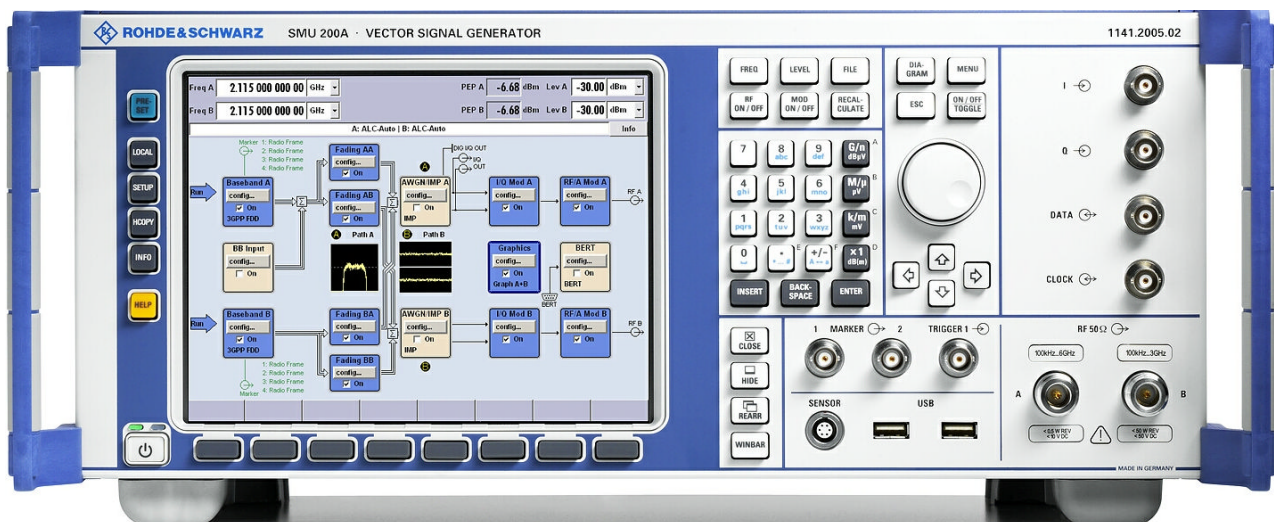 ROHDE & SCHWARZ SMU 200A · VECTOR SIGNAL GENERATOR 1141.2005.02
Freq A 2.115 000 000 00 GHz PEP A -6.68 dBm Lev A -30.00 dBm
Freq B 2.115 000 000 00 GHz PEP B -6.68 dBm Lev B -30.00 dBm
A: ALC-Auto | B: ALC-Auto Info
Marker 1: Radio Frame
2: Radio Frame
3: Radio Frame
4: Radio Frame
Run
Baseband A
config...
On
3GPP FDD
BB Input
config...
On
Run
Baseband B
config...
On
3GPP FDD
1: Radio Frame
2: Radio Frame
3: Radio Frame
4: Radio Frame
Marker
Fading AA
config...
On
Fading AB
config...
On
A Path A
B Path B
Fading BA
config...
On
Fading BB
config...
On
DIG I/Q OUT
I/Q
OUT
A
AWGN/IMP A
config...
On
IMP
AWGN/IMP B
config...
On
IMP
B
I/Q Mod A
config...
On
RF/A Mod A
config...
On
RF A
Graphics
config...
On
Graph A+B
BERT
config...
On
BERT
BERT
I/Q Mod B
config...
On
RF/A Mod B
config...
On
RF B
PRE-
SET
LOCAL
SETUP
HCOPY
INFO
HELP
FREQ LEVEL FILE
RF
ON / OFF
MOD
ON / OFF
RECAL-
CULATE
DIA-
GRAM
MENU
ESC
ON / OFF
TOGGLE
7 8 abc 9 def G/n dBµV A
4 ghi 5 jkl 6 mno M/µ µV B
1 pqrs 2 tuv 3 wxyz k/m mV C
0 . E +/- F x1 dB(m) D
INSERT BACK-
SPACE
ENTER
CLOSE
HIDE
REARR
WINBAR
I
Q
DATA
CLOCK
1 MARKER 2 TRIGGER 1
SENSOR USB
RF 50 Ω
100kHz...6GHz 100kHz...3GHz
A B
< 0.5 W REV
< 10 V DC
< 50 W REV
< 50 V DC
MADE IN GERMANY